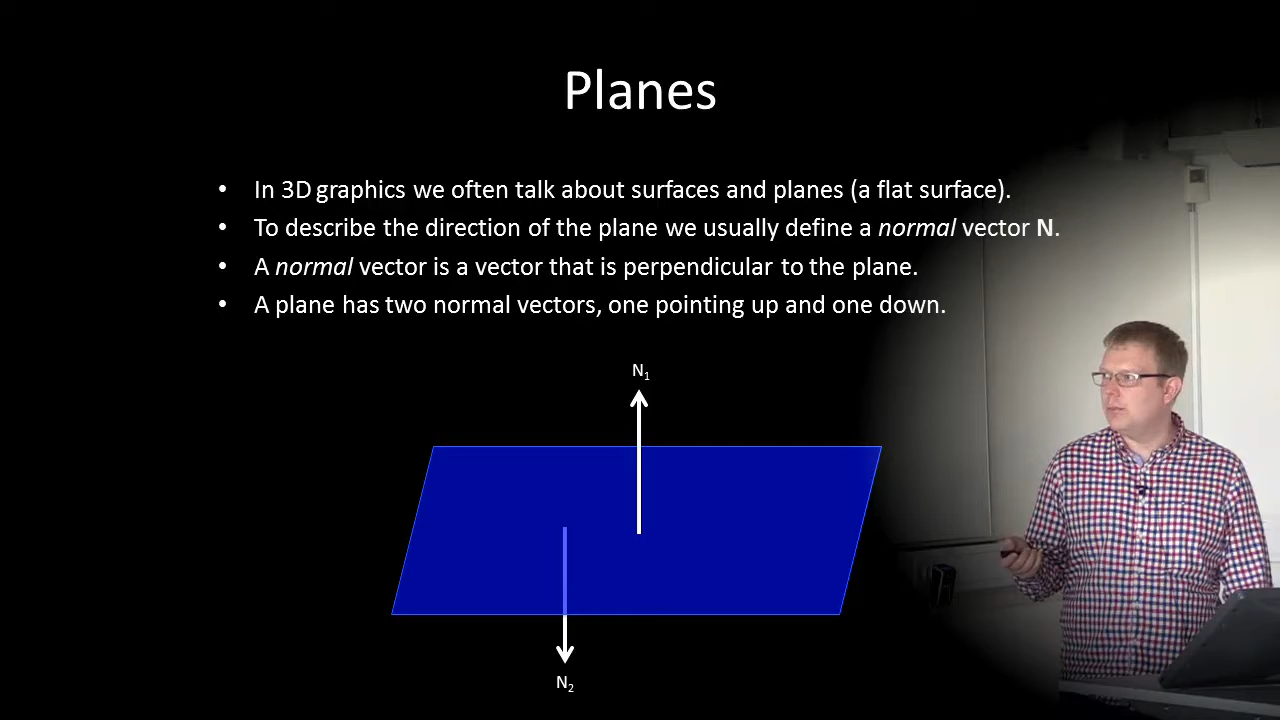 Planes
• In 3D graphics we often talk about surfaces and planes (a flat surface).
• To describe the direction of the plane we usually define a normal vector N.
• A normal vector is a vector that is perpendicular to the plane.
• A plane has two normal vectors, one pointing up and one down.
N₁
N₂